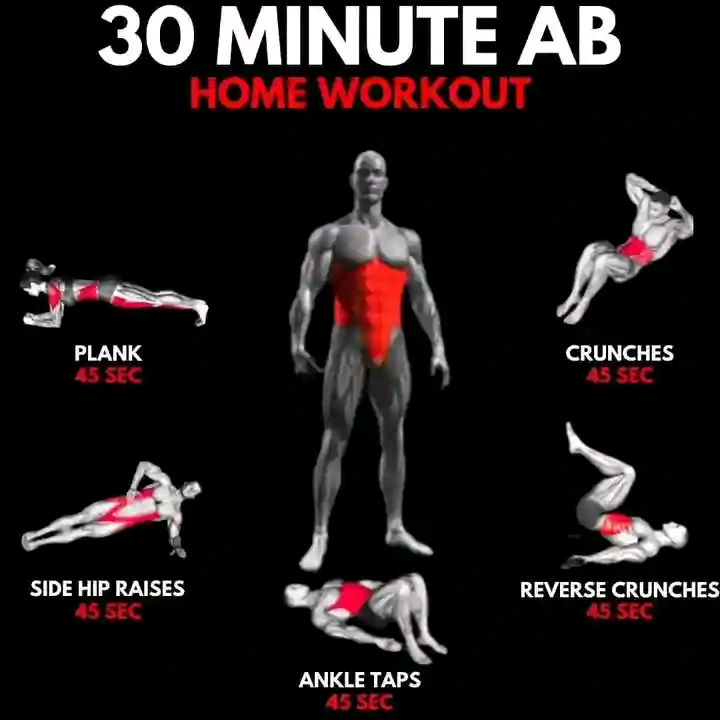 30 MINUTE AB
HOME WORKOUT
PLANK
45 SEC
CRUNCHES
45 SEC
SIDE HIP RAISES
45 SEC
REVERSE CRUNCHES
45 SEC
ANKLE TAPS
45 SEC